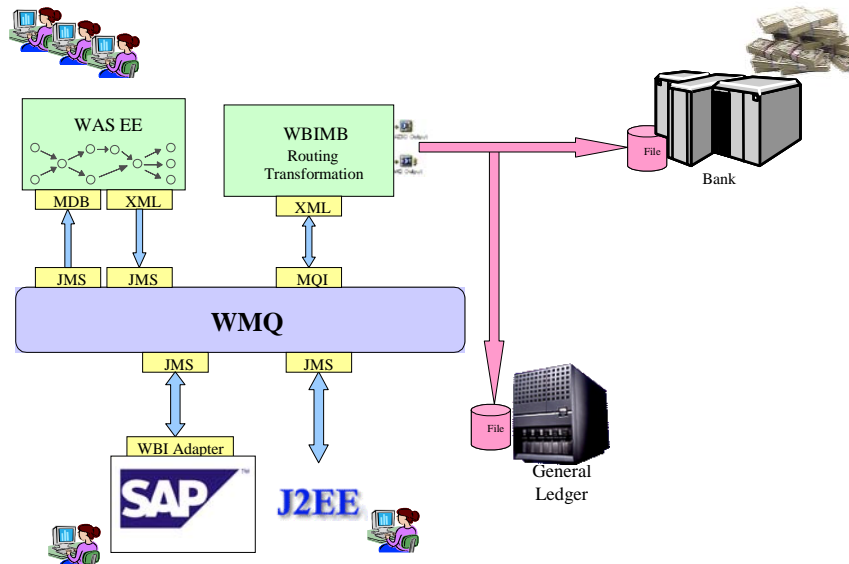 WAS EE
WBIMB
Routing
Transformation
File
Bank
MDB
XML
XML
JMS
JMS
MQI
WMQ
JMS
JMS
File
WBI Adapter
General
Ledger
SAP
TM
J2EE